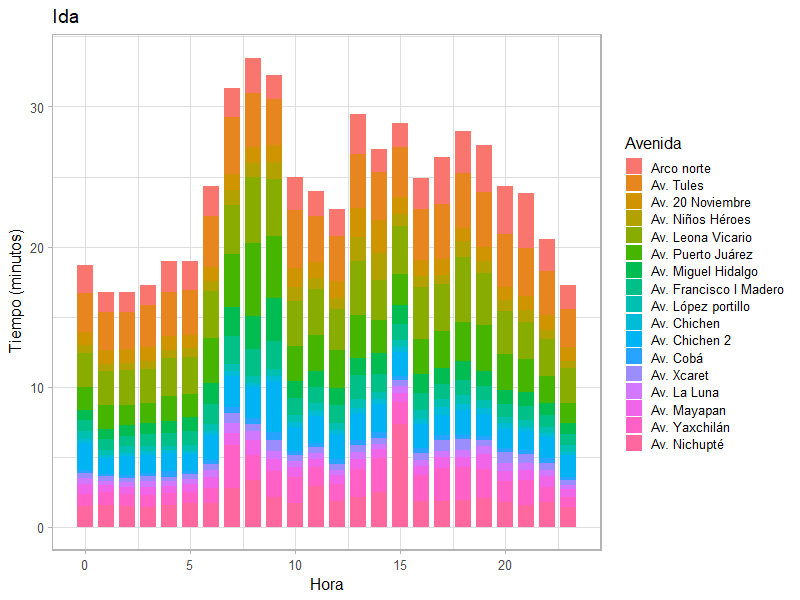 Ida
Tiempo (minutos)
30
20
10
0
0 5 10 15 20
Hora
Avenida
Arco norte
Av. Tules
Av. 20 Noviembre
Av. Niños Héroes
Av. Leona Vicario
Av. Puerto Juárez
Av. Miguel Hidalgo
Av. Francisco I Madero
Av. López portillo
Av. Chichen
Av. Chichen 2
Av. Cobá
Av. Xcaret
Av. La Luna
Av. Mayapan
Av. Yaxchilán
Av. Nichupté